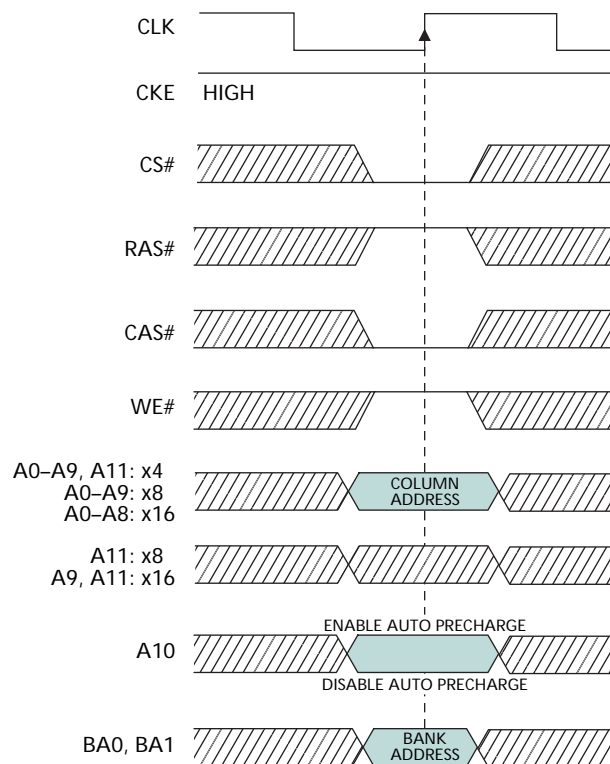 CLK
CKE HIGH
CS#
RAS#
CAS#
WE#
A0–A9, A11: x4
A0–A9: x8
A0–A8: x16
COLUMN
ADDRESS
A11: x8
A9, A11: x16
ENABLE AUTO PRECHARGE
A10
DISABLE AUTO PRECHARGE
BA0, BA1
BANK
ADDRESS